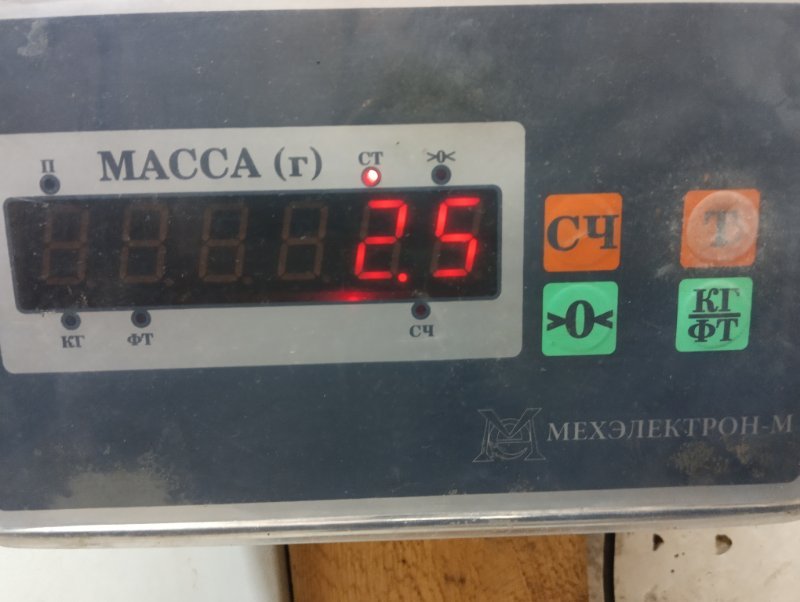 П МАССА (г) СТ >0<
2.5
КГ ФТ СЧ
СЧ Т
>0< КГ/ФТ
МЕХЭЛЕКТРОН-М